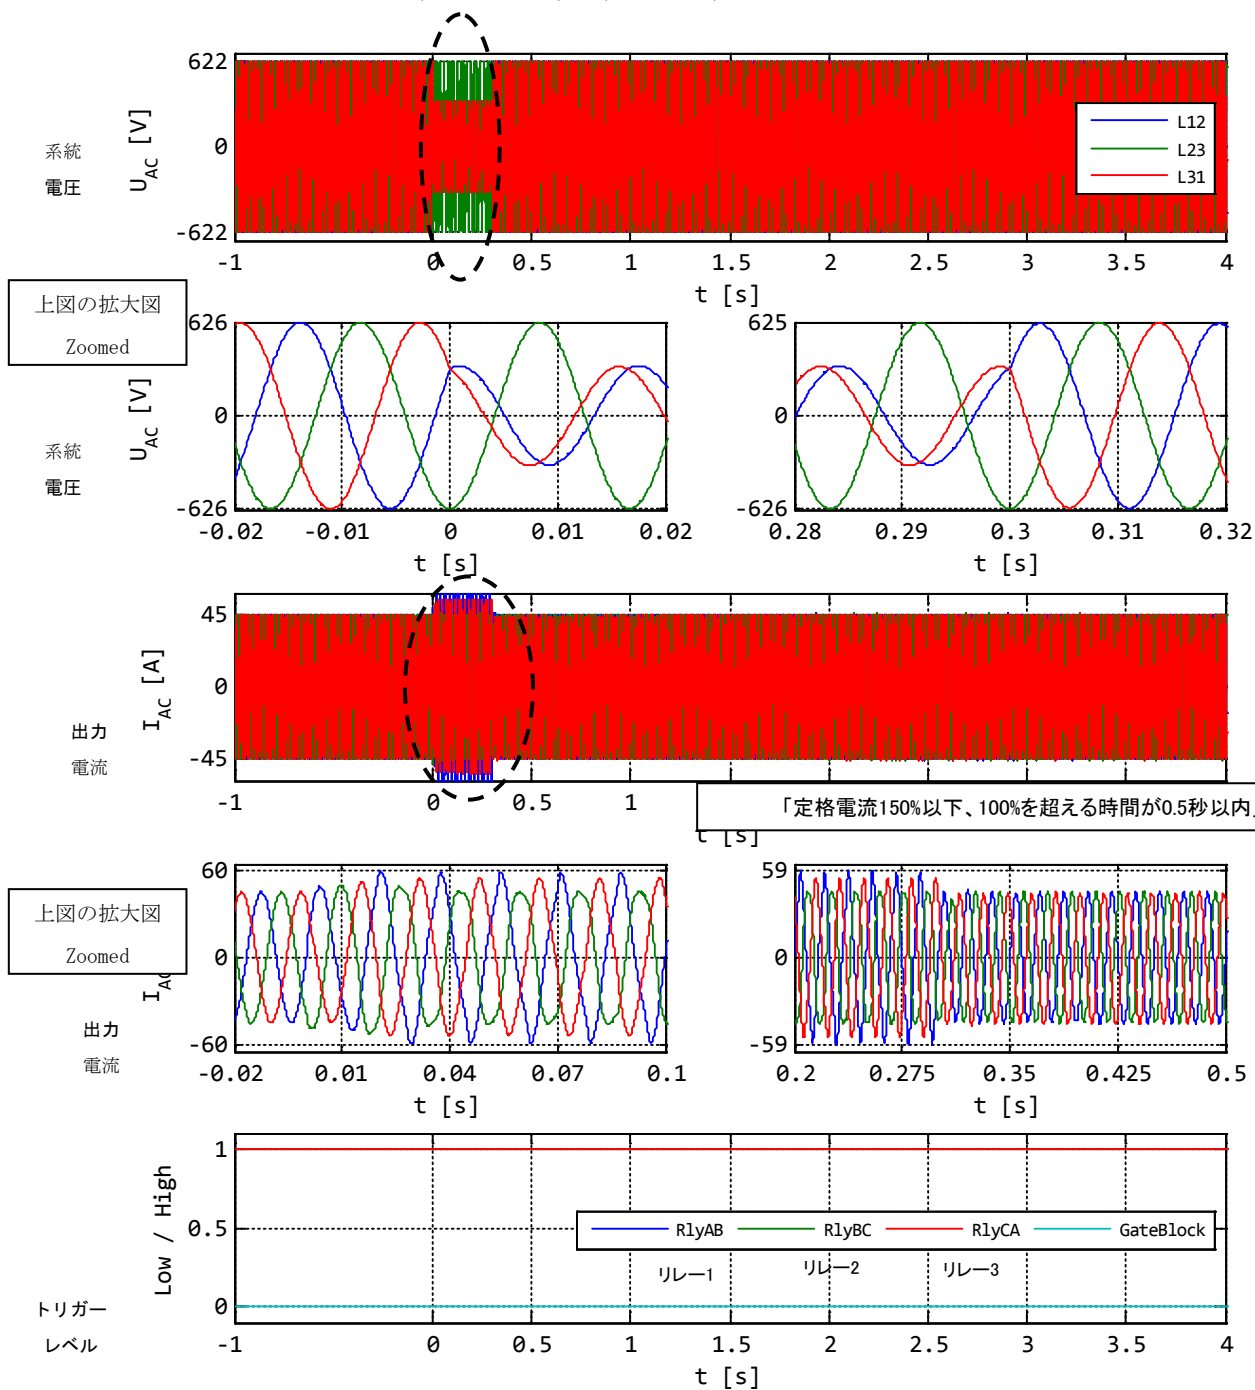 622
0
-622
U_AC [V]
系統
電圧
L12
L23
L31
-1 0 0.5 1 1.5 2 2.5 3 3.5 4
t [s]
上図の拡大図
Zoomed
626
0
-626
U_AC [V]
系統
電圧
-0.02 -0.01 0 0.01 0.02
t [s]
625
0
-626
0.28 0.29 0.3 0.31 0.32
t [s]
45
0
-45
I_AC [A]
出力
電流
-1 0 0.5 1
「定格電流150%以下、100%を超える時間が0.5秒以内」
t [s]
上図の拡大図
Zoomed
60
0
-60
出力
電流
-0.02 0.01 0.04 0.07 0.1
t [s]
59
0
-59
0.2 0.275 0.35 0.425 0.5
t [s]
1
0.5
0
Low / High
RlyAB RlyBC RlyCA GateBlock
リレー1 リレー2 リレー3
トリガー
レベル
-1 0 0.5 1 1.5 2 2.5 3 3.5 4
t [s]